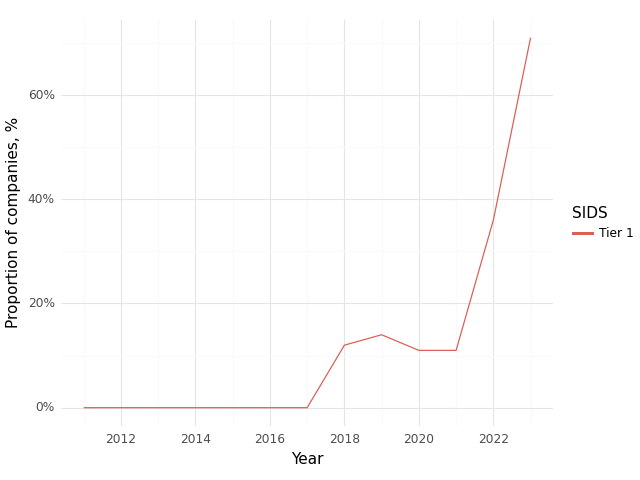 Proportion of companies, %
60%
40%
20%
0%
2012
2014
2016
2018
2020
2022
Year
SIDS
Tier 1